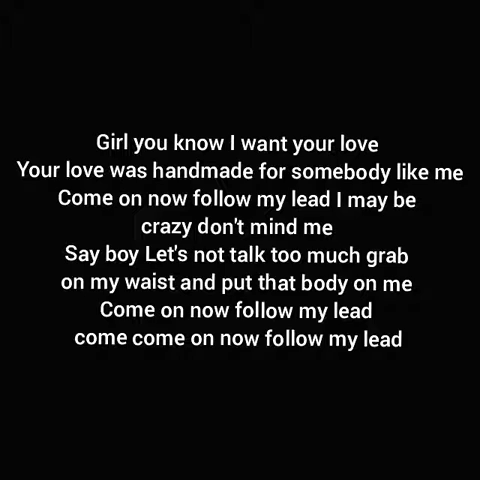 Girl you know I want your love
Your love was handmade for somebody like me
Come on now follow my lead I may be
crazy don't mind me
Say boy Let's not talk too much grab
on my waist and put that body on me
Come on now follow my lead
come come on now follow my lead